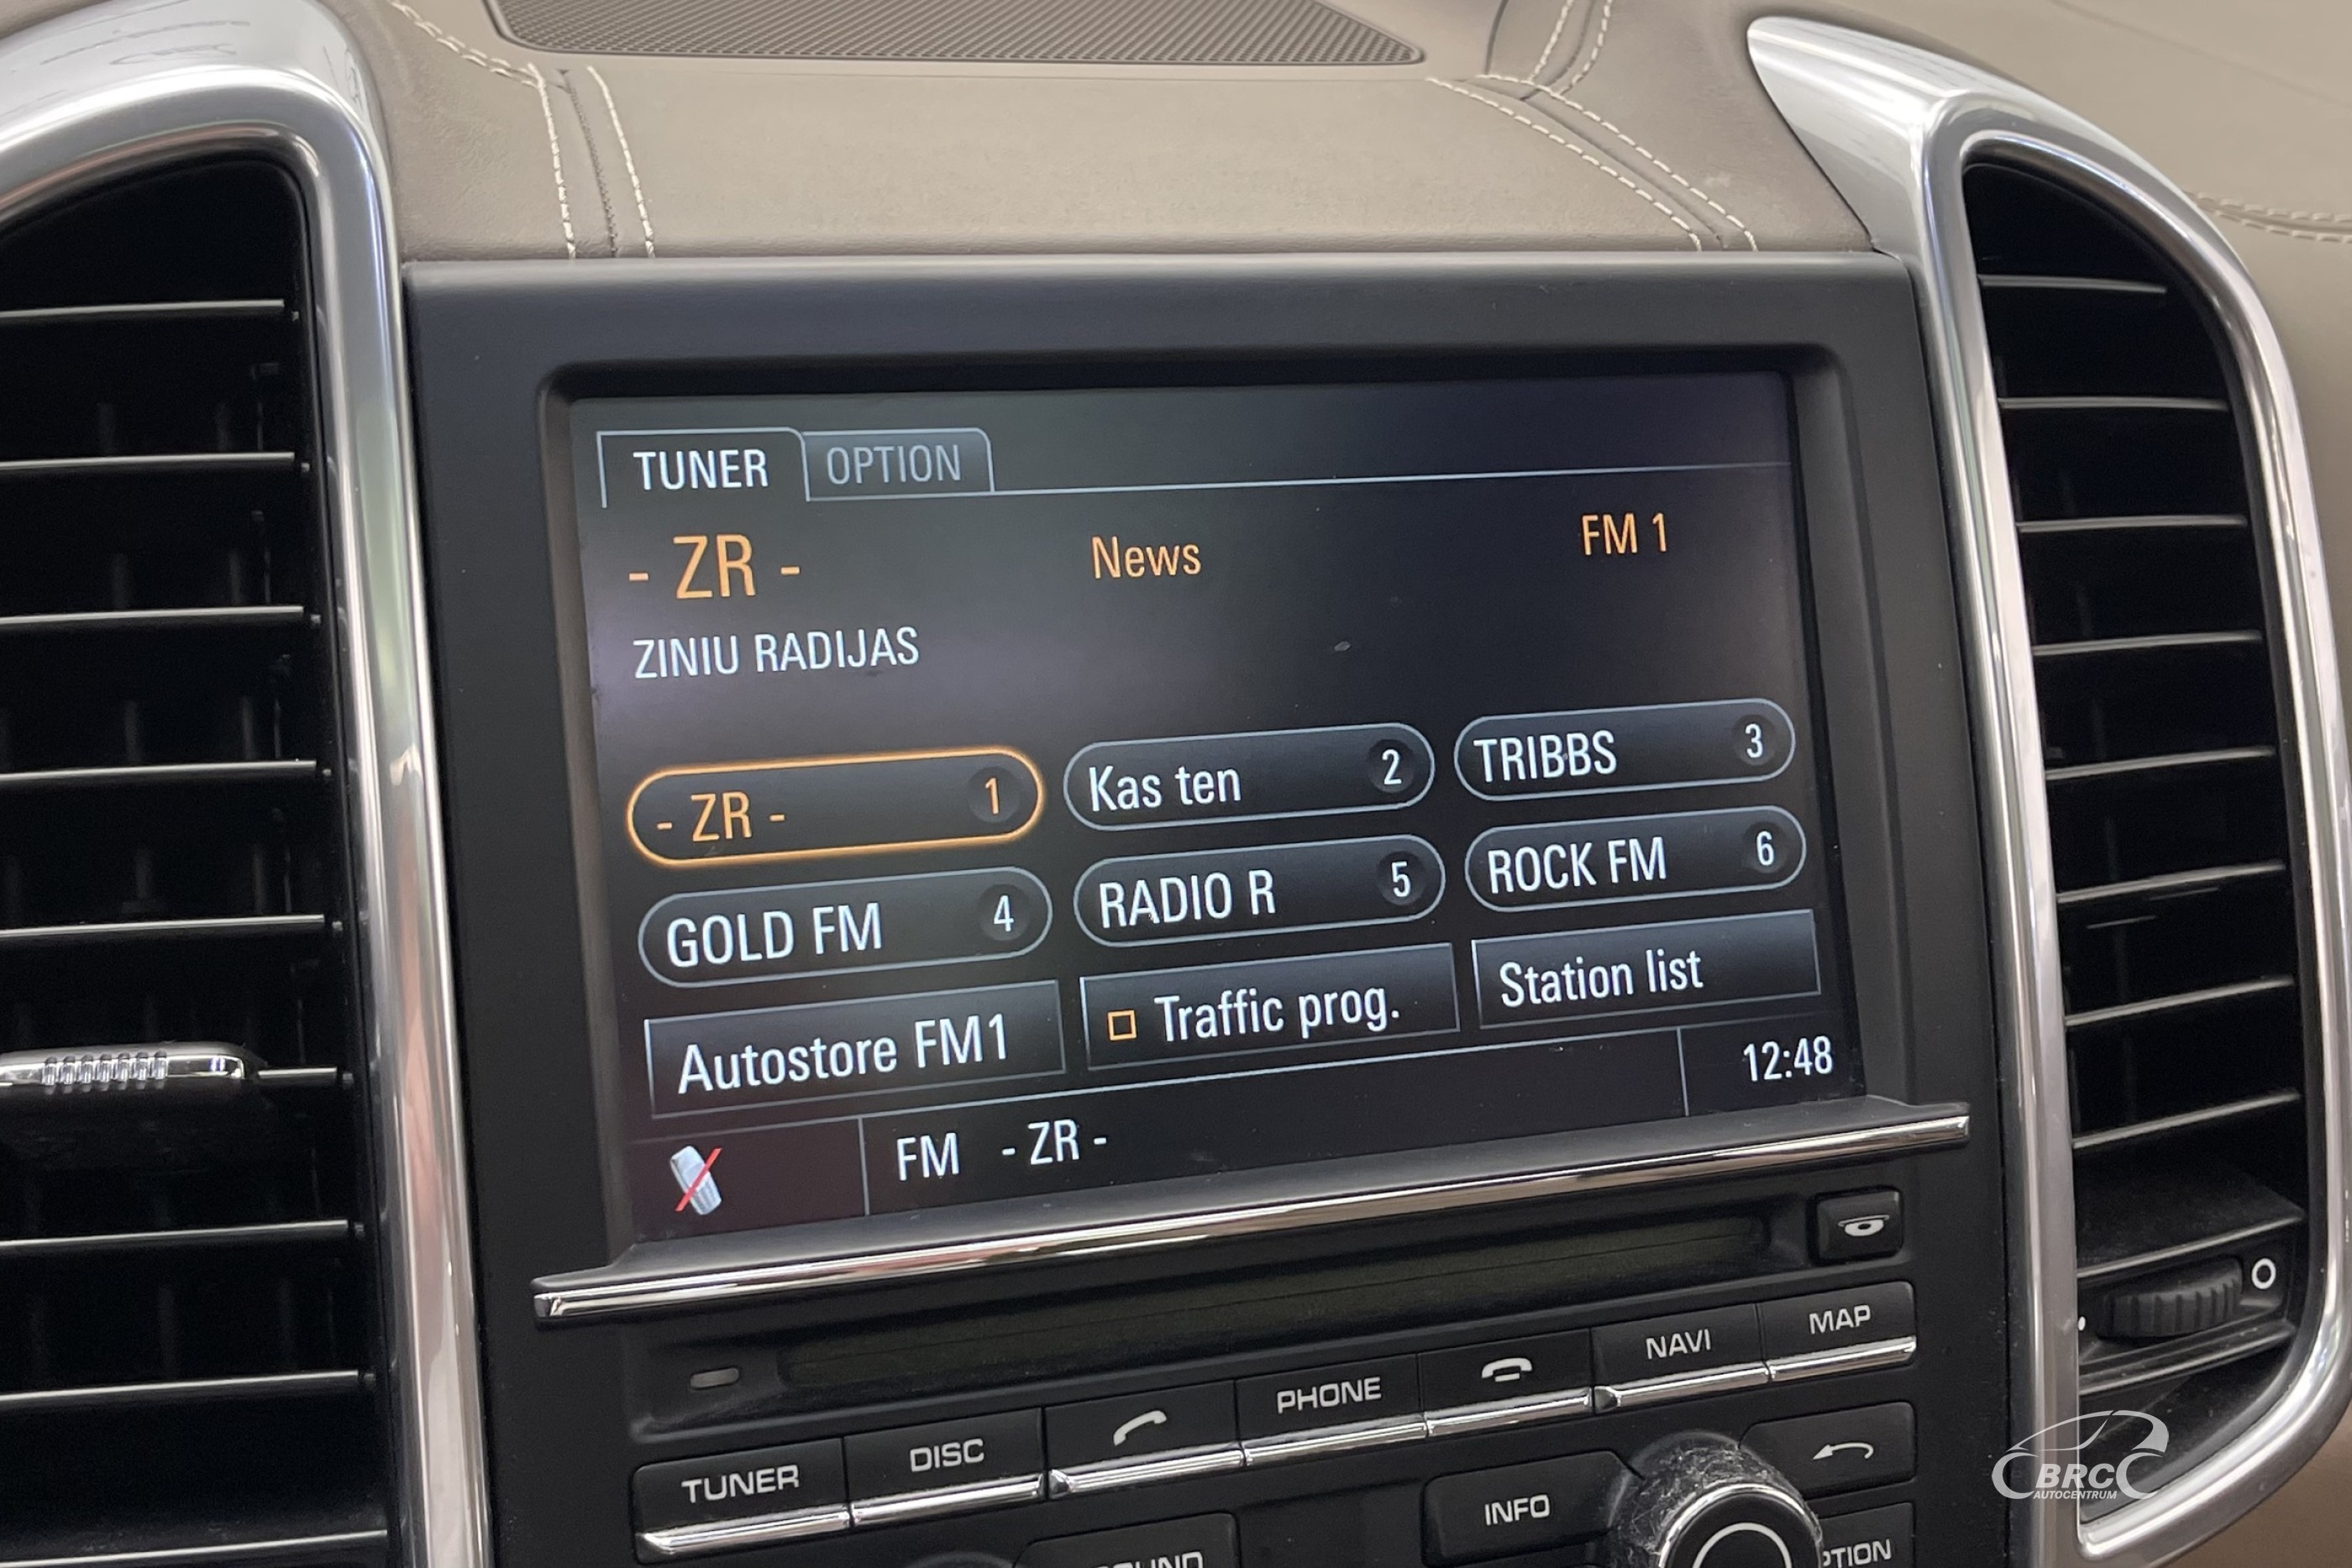 TUNER OPTION
- ZR - News FM 1
ZINIU RADIJAS
- ZR - 1 Kas ten 2 TRIBBS 3
GOLD FM 4 RADIO R 5 ROCK FM 6
Autostore FM1 Traffic prog. Station list
FM - ZR - 12:48
TUNER DISC PHONE NAVI MAP
INFO
BRC
AUTOCENTRUM